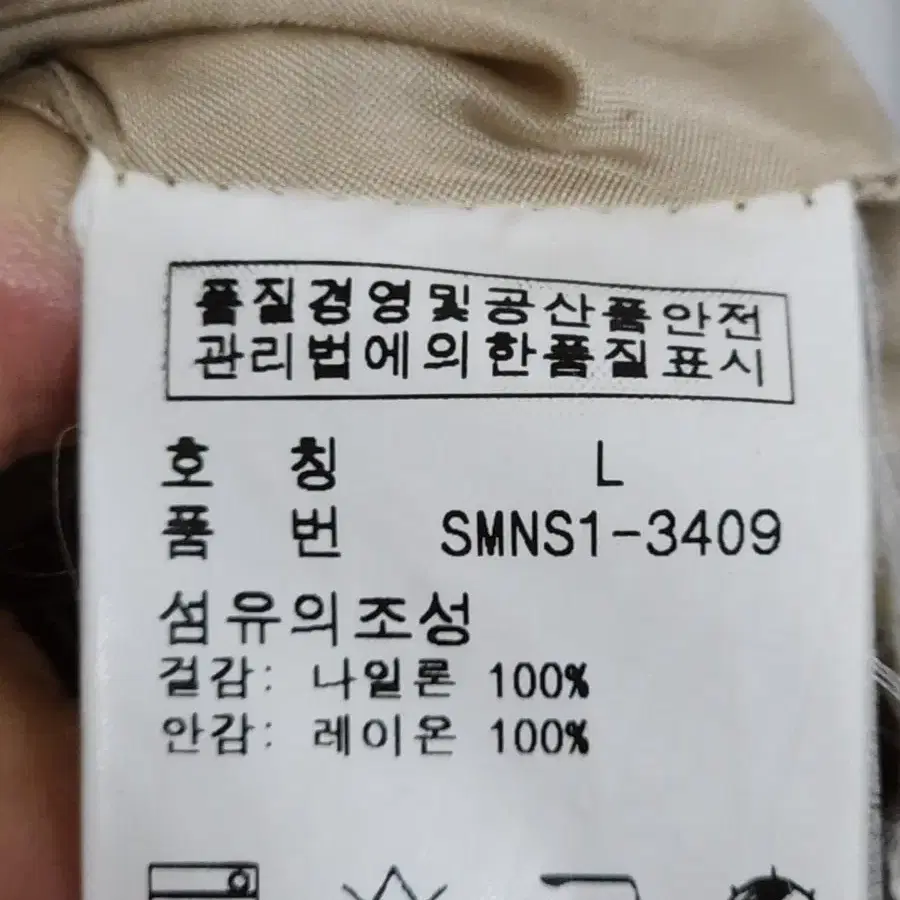 품질경영및공산품안전
관리법에의한품질표시
호 칭 L
품 번 SMNS1-3409
섬유의조성
겉감: 나일론 100%
안감: 레이온 100%